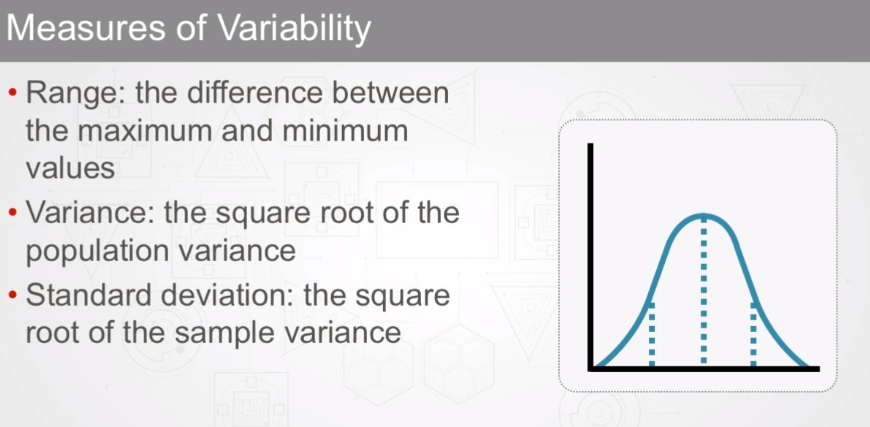 Measures of Variability
• Range: the difference between
the maximum and minimum
values
• Variance: the square root of the
population variance
• Standard deviation: the square
root of the sample variance